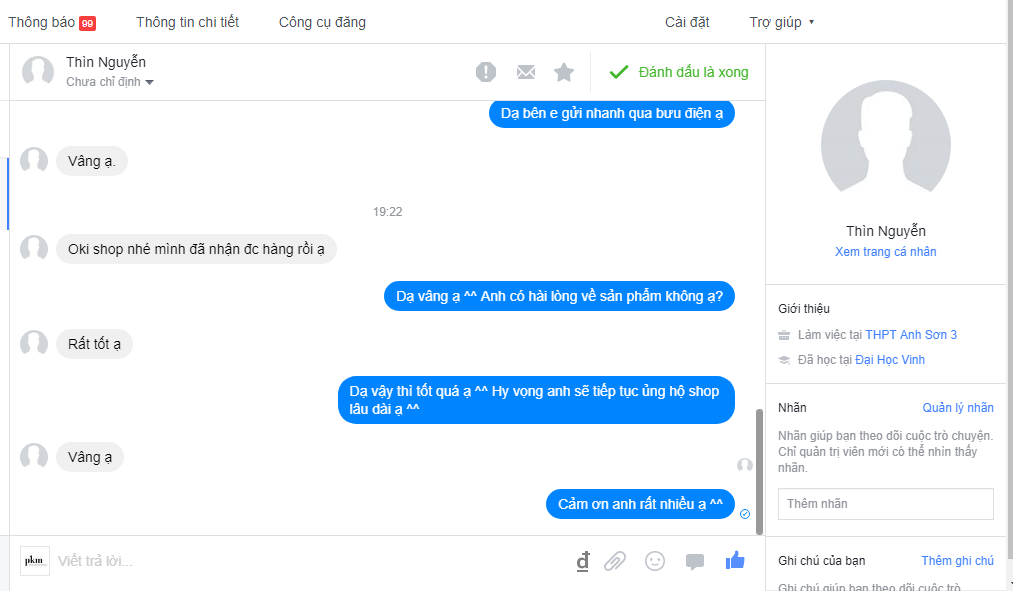 Thông báo 99 Thông tin chi tiết Công cụ đăng Cài đặt Trợ giúp
Thìn Nguyễn
Chưa chỉ định
Đánh dấu là xong
Dạ bên e gửi nhanh qua bưu điện ạ
Vâng ạ.
19:22
Oki shop nhé mình đã nhận đc hàng rồi ạ
Dạ vâng ạ ^^ Anh có hài lòng về sản phẩm không ạ?
Rất tốt ạ
Dạ vậy thì tốt quá ạ ^^ Hy vọng anh sẽ tiếp tục ủng hộ shop
lâu dài ạ ^^
Vâng ạ
Cảm ơn anh rất nhiều ạ ^^
pkm
Viết trả lời...
đ
Thìn Nguyễn
Xem trang cá nhân
Giới thiệu
Làm việc tại THPT Anh Sơn 3
Đã học tại Đại Học Vinh
Nhãn Quản lý nhãn
Nhãn giúp bạn theo dõi cuộc trò chuyện.
Chỉ quản trị viên mới có thể nhìn thấy
nhãn.
Thêm nhãn
Ghi chú của bạn Thêm ghi chú
Ghi chú giúp bạn theo dõi cuộc trò